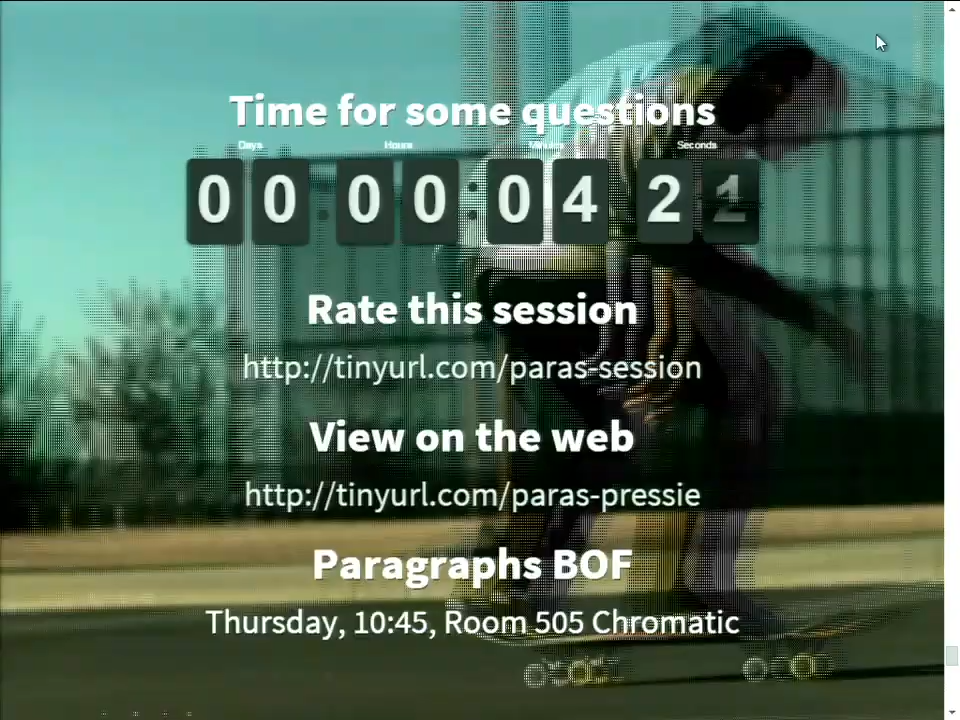 Time for some questions
Days Hours Minutes Seconds
00 00 04 2
Rate this session
http://tinyurl.com/paras-session
View on the web
http://tinyurl.com/paras-pressie
Paragraphs BOF
Thursday, 10:45, Room 505 Chromatic